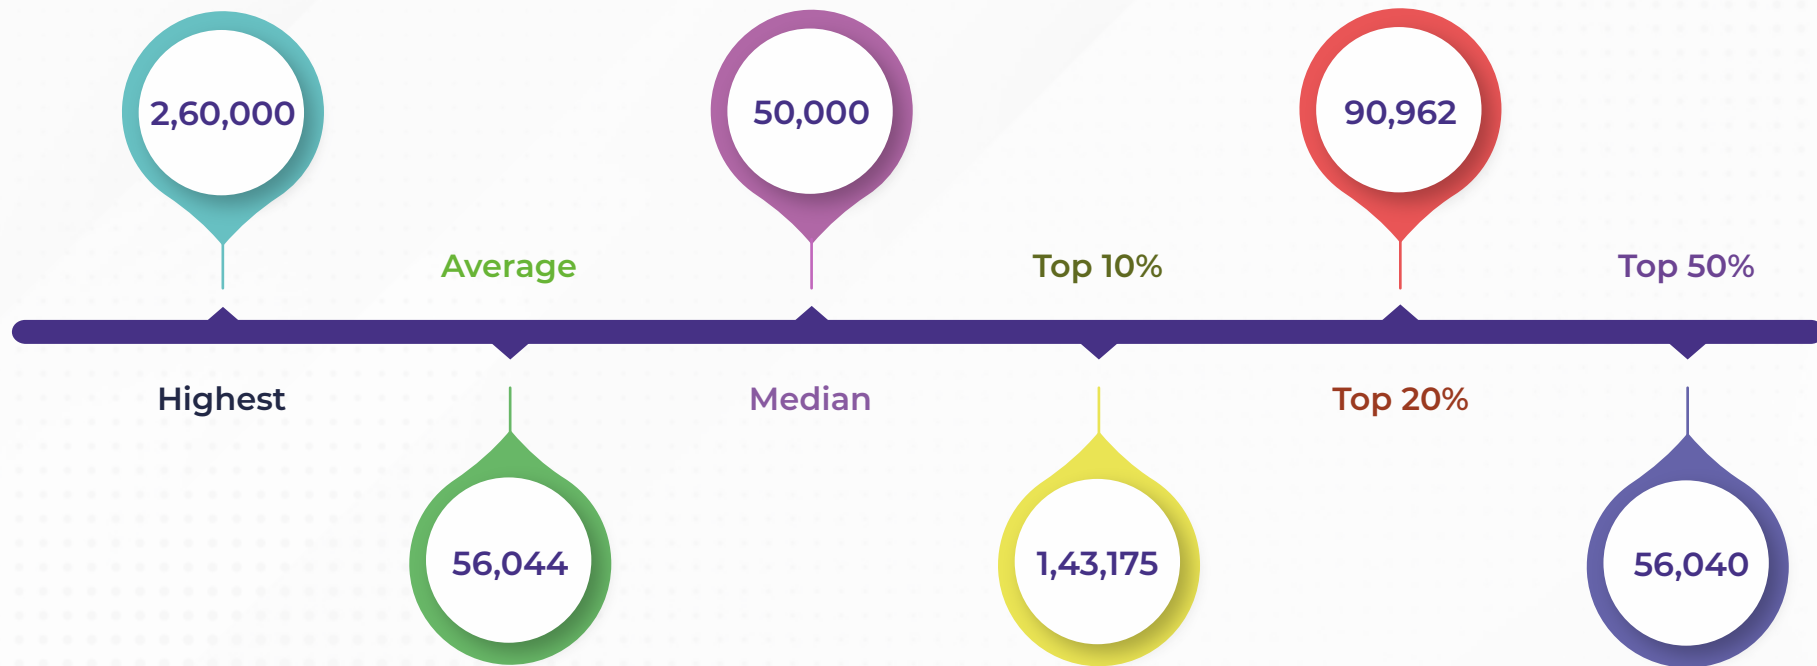 2,60,000
50,000
90,962
Average
Top 10%
Top 50%
Highest
Median
Top 20%
56,044
1,43,175
56,040